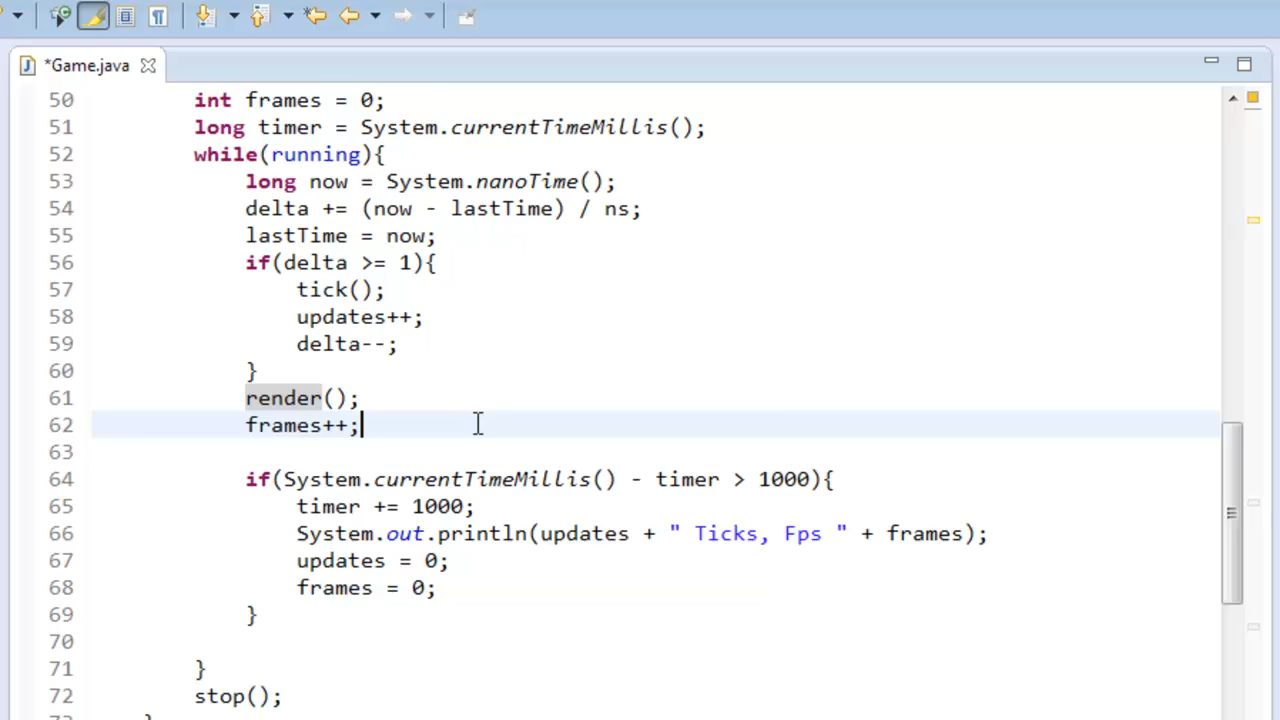 *Game.java
50 int frames = 0;
51 long timer = System.currentTimeMillis();
52 while(running){
53 long now = System.nanoTime();
54 delta += (now - lastTime) / ns;
55 lastTime = now;
56 if(delta >= 1){
57 tick();
58 updates++;
59 delta--;
60 }
61 render();
62 frames++;
63
64 if(System.currentTimeMillis() - timer > 1000){
65 timer += 1000;
66 System.out.println(updates + " Ticks, Fps " + frames);
67 updates = 0;
68 frames = 0;
69 }
70
71 }
72 stop();